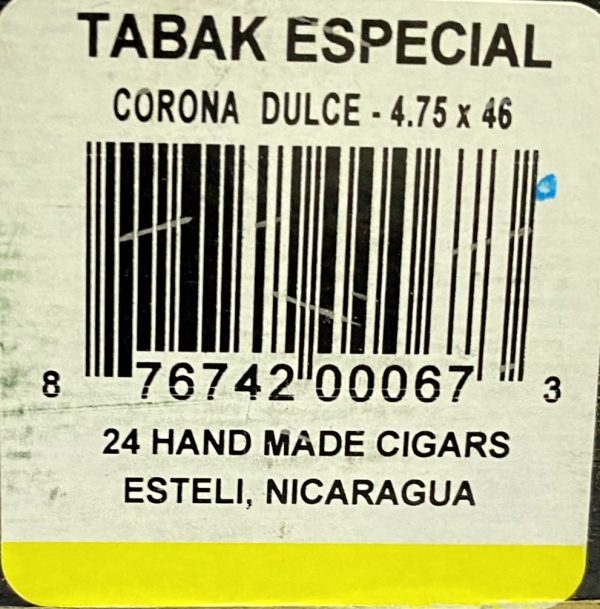 TABAK ESPECIAL
CORONA DULCE - 4.75 x 46
8 76742 00067 3
24 HAND MADE CIGARS
ESTELI, NICARAGUA